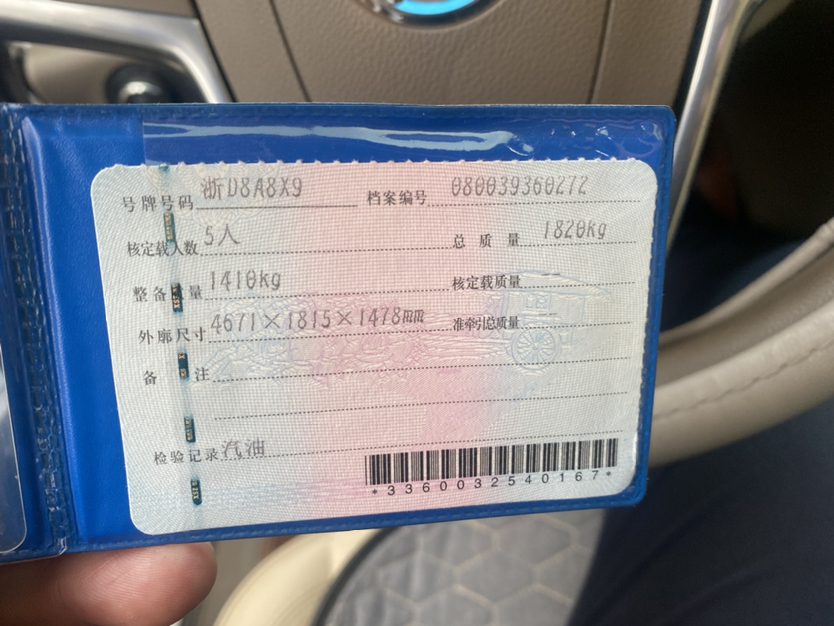 号牌号码 浙D8A8X9 档案编号 080039360272
核定载人数 5人 总质量 1820kg
整备质量 1410kg 核定载质量
外廓尺寸 4671×1815×1478mm 准牵引总质量
备注
检验记录 汽油
*3360032540167*